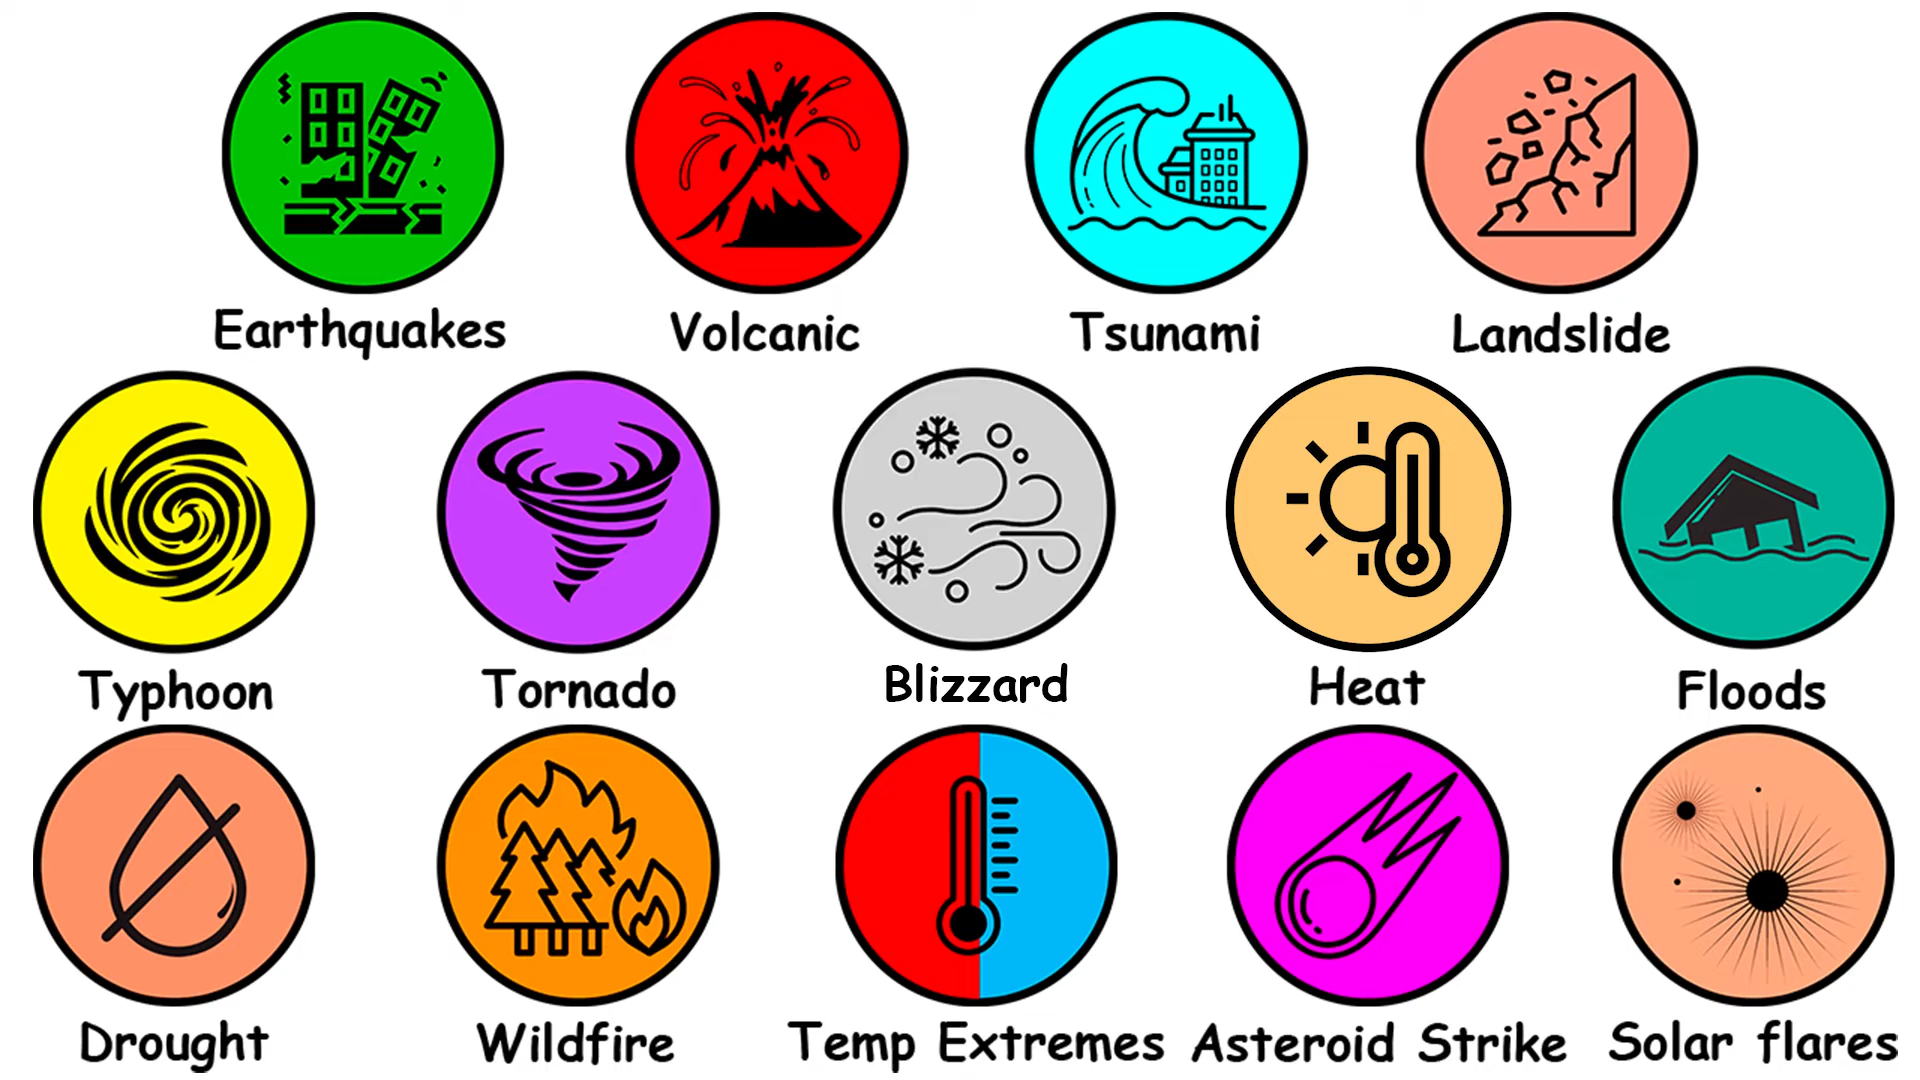 Earthquakes
Volcanic
Tsunami
Landslide
Typhoon
Tornado
Blizzard
Heat
Floods
Drought
Wildfire
Temp Extremes
Asteroid Strike
Solar flares